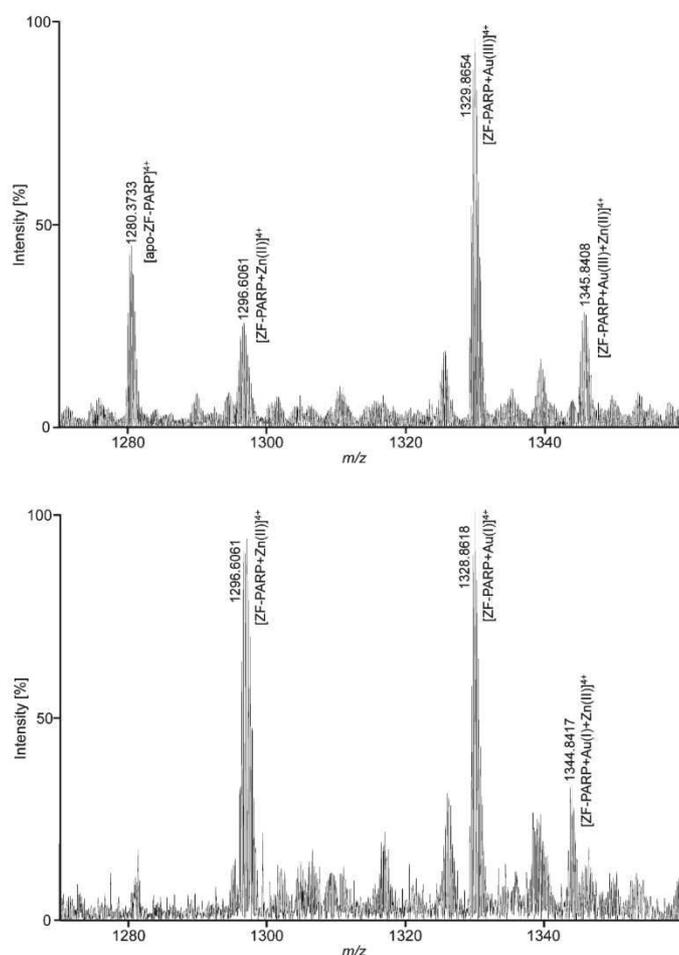 100
50
0
Intensity [%]
1280.3733
[apo-ZF-PARP]⁴⁺
1296.6061
[ZF-PARP+Zn(II)]⁴⁺
1329.8654
[ZF-PARP+Au(III)]⁴⁺
1345.8408
[ZF-PARP+Au(III)+Zn(II)]⁴⁺
1280
1300
1320
1340
m/z
100
50
0
Intensity [%]
1296.6061
[ZF-PARP+Zn(II)]⁴⁺
1328.8618
[ZF-PARP+Au(I)]⁴⁺
1344.8417
[ZF-PARP+Au(I)+Zn(II)]⁴⁺
1280
1300
1320
1340
m/z